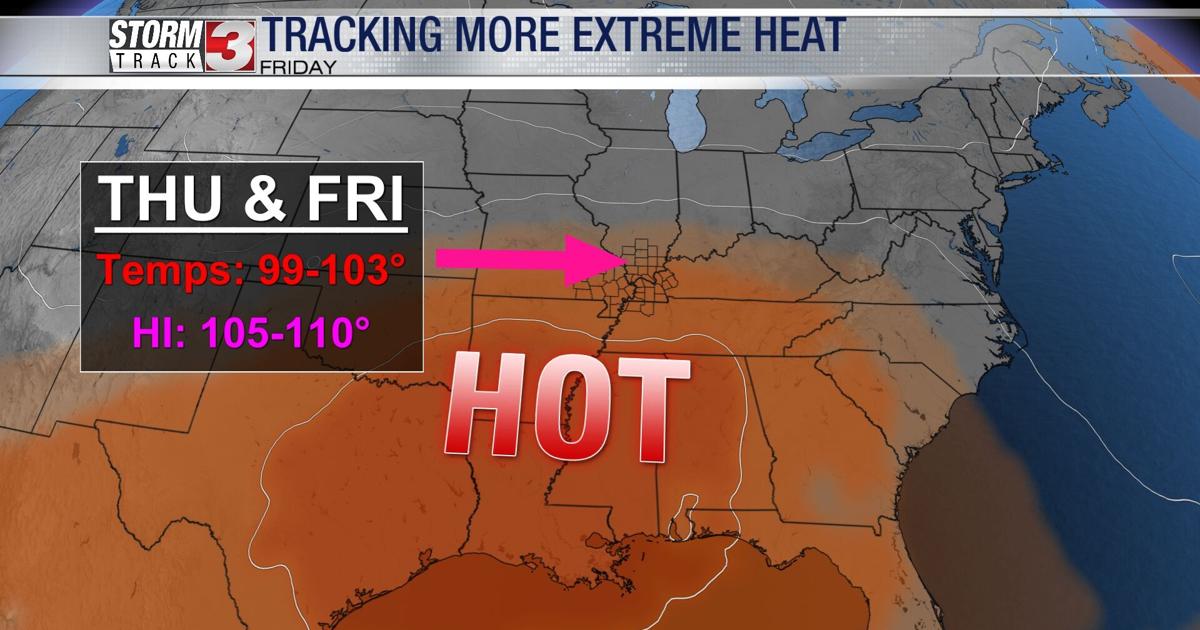 STORM
TRACK 3
TRACKING MORE EXTREME HEAT
FRIDAY
THU & FRI
Temps: 99-103°
HI: 105-110°
HOT